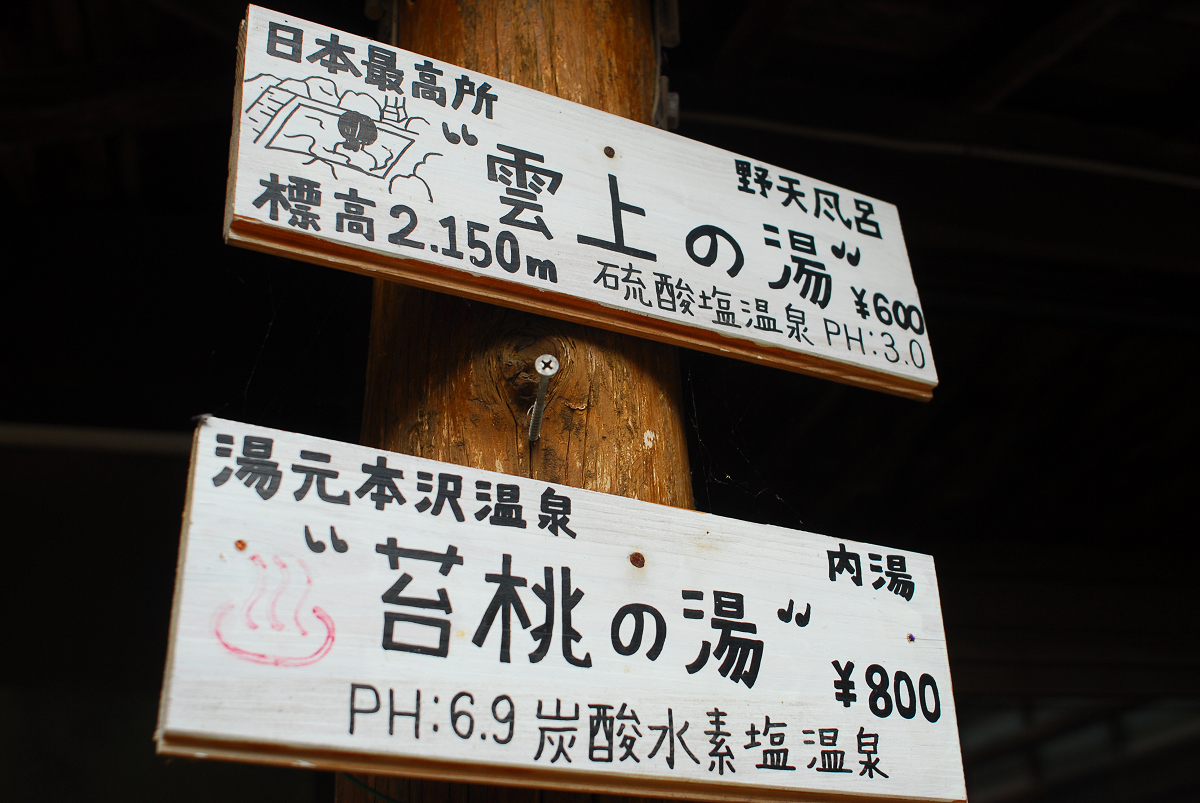 日本最高所
野天風呂
“雲上の湯”
¥600
標高2.150m
硫酸塩温泉 PH:3.0
湯元本沢温泉
内湯
“苔桃の湯”
¥800
PH:6.9 炭酸水素塩温泉